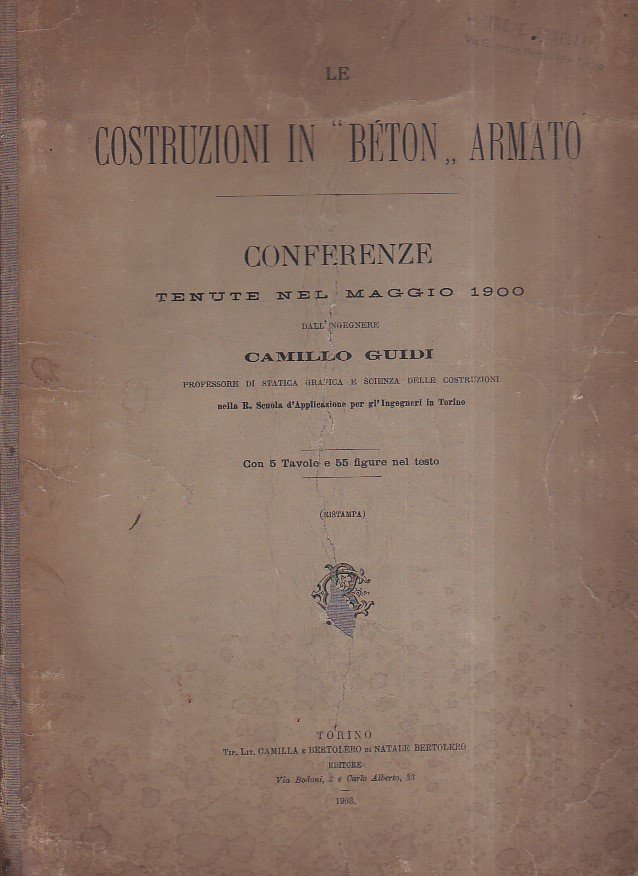 LE
COSTRUZIONI IN “ BÉTON „ ARMATO
CONFERENZE
TENUTE NEL MAGGIO 1900
DALL'INGEGNERE
CAMILLO GUIDI
PROFESSORE DI STATICA GRAFICA E SCIENZA DELLE COSTRUZIONI
nella R. Scuola d'Applicazione per gl'Ingegneri in Torino
Con 5 Tavole e 55 figure nel testo
(RISTAMPA)
TORINO
Tip. Lit. CAMILLA e BERTOLERO di NATALE BERTOLERO
EDITORE
Via Bodoni, e Carlo Alberto, 33
1903.